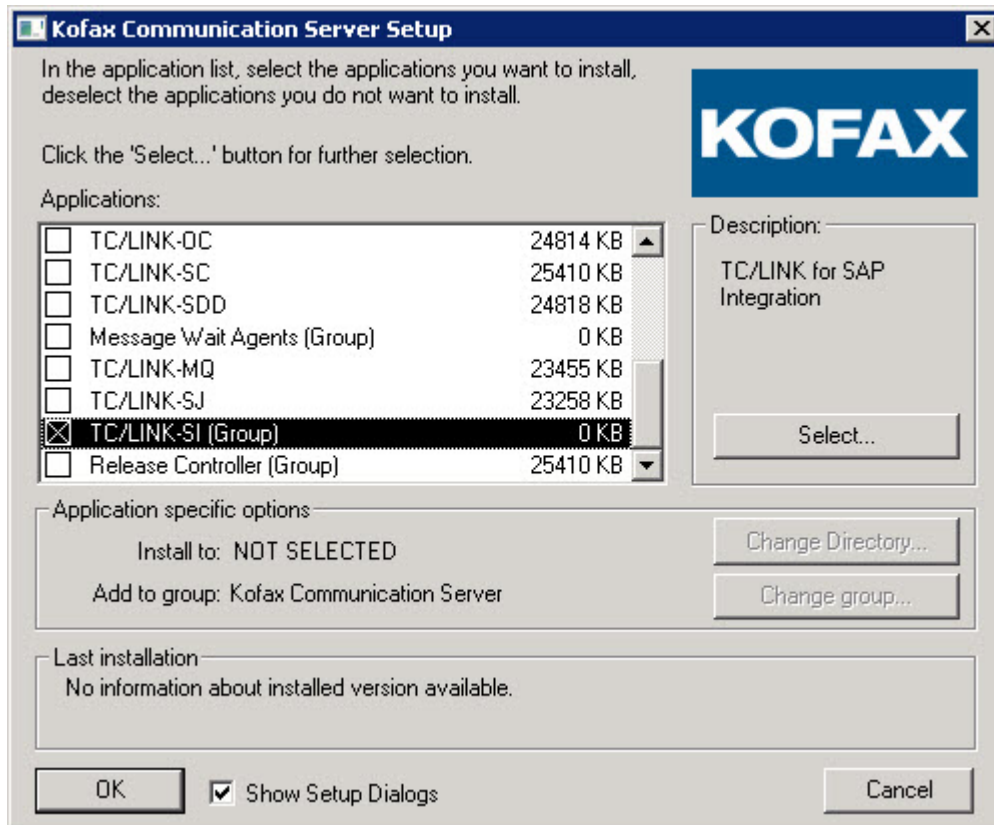 Kofax Communication Server Setup
In the application list, select the applications you want to install,
deselect the applications you do not want to install.
Click the 'Select...' button for further selection.
KOFAX
Applications:
TC/LINK-OC 24814 KB
TC/LINK-SC 25410 KB
TC/LINK-SDD 24818 KB
Message Wait Agents (Group) 0 KB
TC/LINK-MQ 23455 KB
TC/LINK-SJ 23258 KB
TC/LINK-SI (Group) 0 KB
Release Controller (Group) 25410 KB
Description:
TC/LINK for SAP
Integration
Select...
Application specific options
Install to: NOT SELECTED
Change Directory...
Add to group: Kofax Communication Server
Change group...
Last installation
No information about installed version available.
OK
Show Setup Dialogs
Cancel